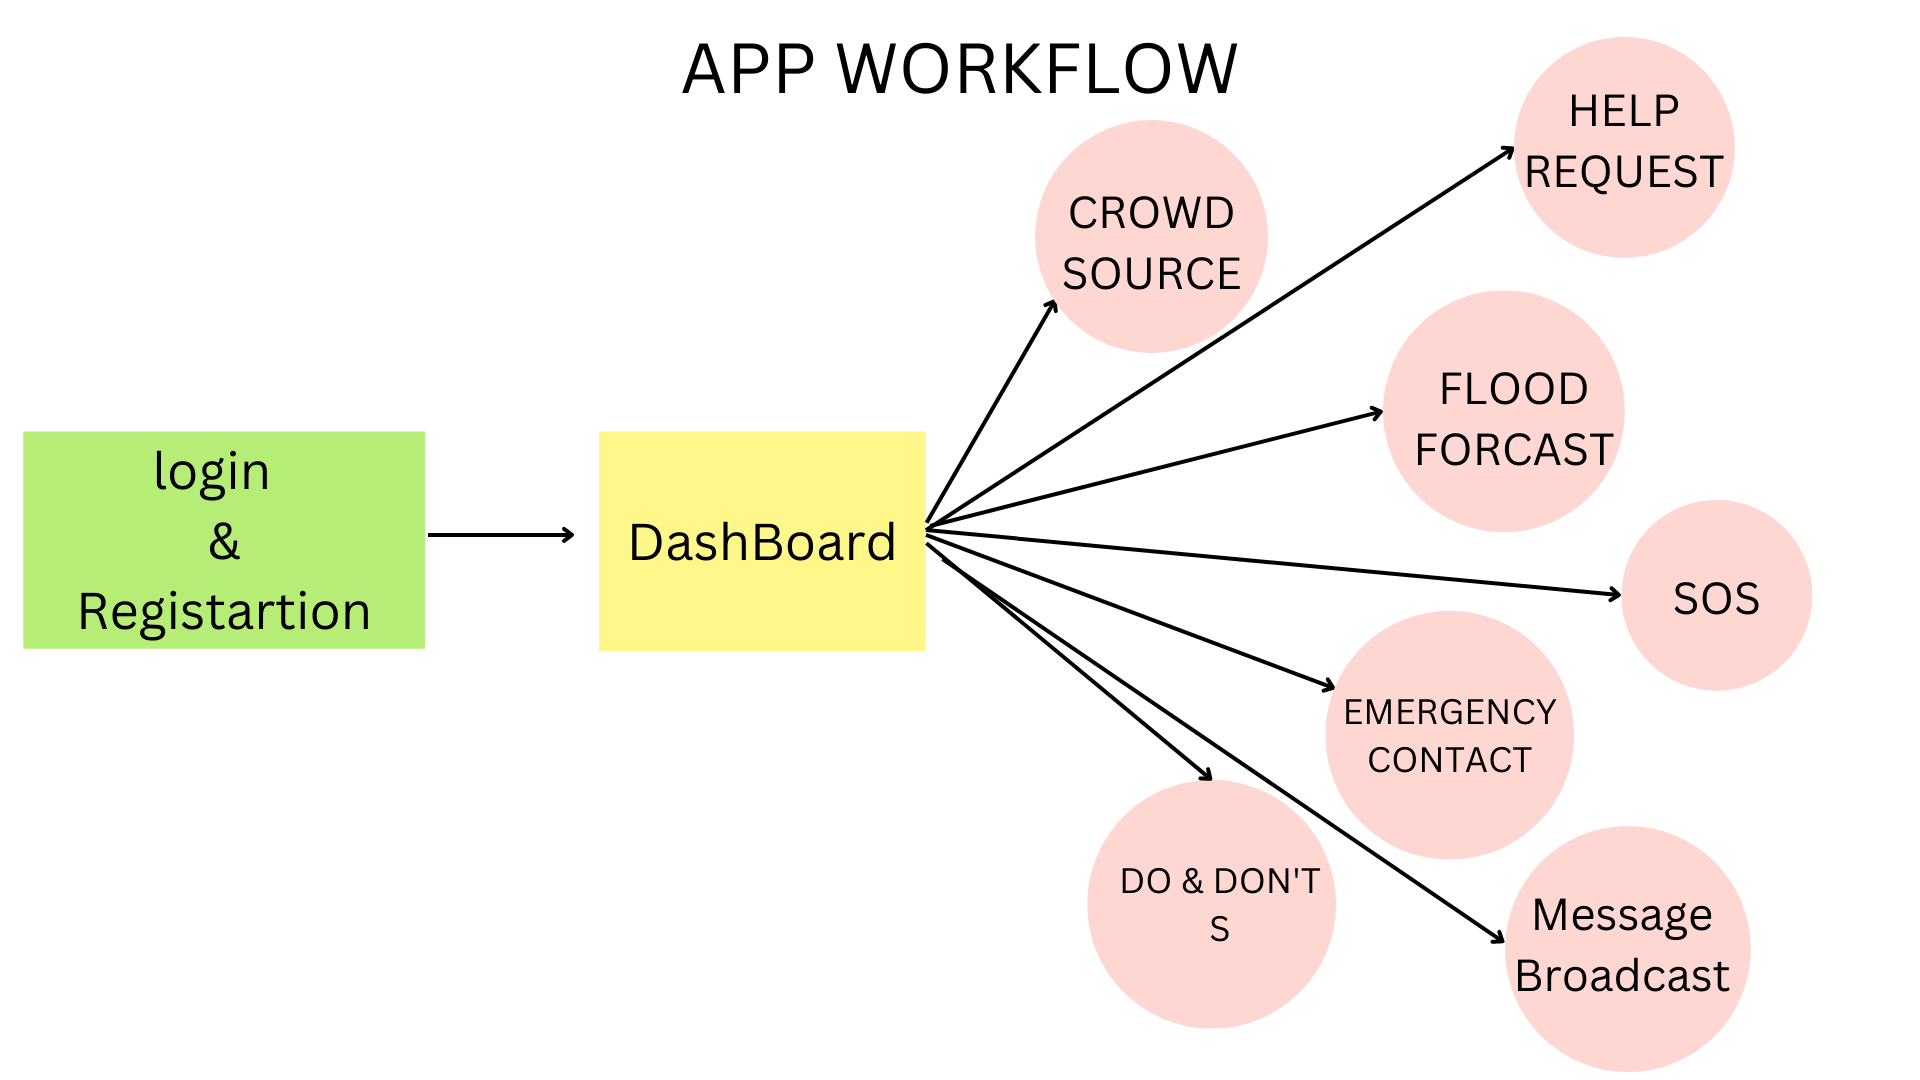 APP WORKFLOW
HELP
REQUEST
CROWD
SOURCE
FLOOD
FORCAST
login
&
Registartion
DashBoard
SOS
EMERGENCY
CONTACT
DO & DON'T
S
Message
Broadcast